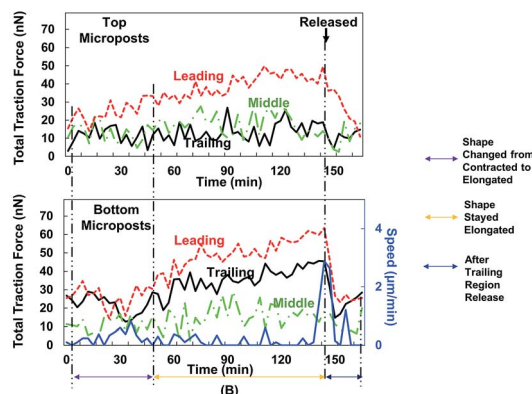 Top Microposts
Released
Total Traction Force (nN)
70
60
50
40
30
20
10
0
Leading
Middle
Trailing
0 30 60 90 120 150
Time (min)
Bottom Microposts
Total Traction Force (nN)
70
60
50
40
30
20
10
0
Leading
Trailing
Middle
4
2
0
Speed (μm/min)
0 30 60 90 120 150
Time (min)
(B)
Shape
Changed from
Contracted to
Elongated
Shape
Stayed
Elongated
After
Trailing
Region
Release